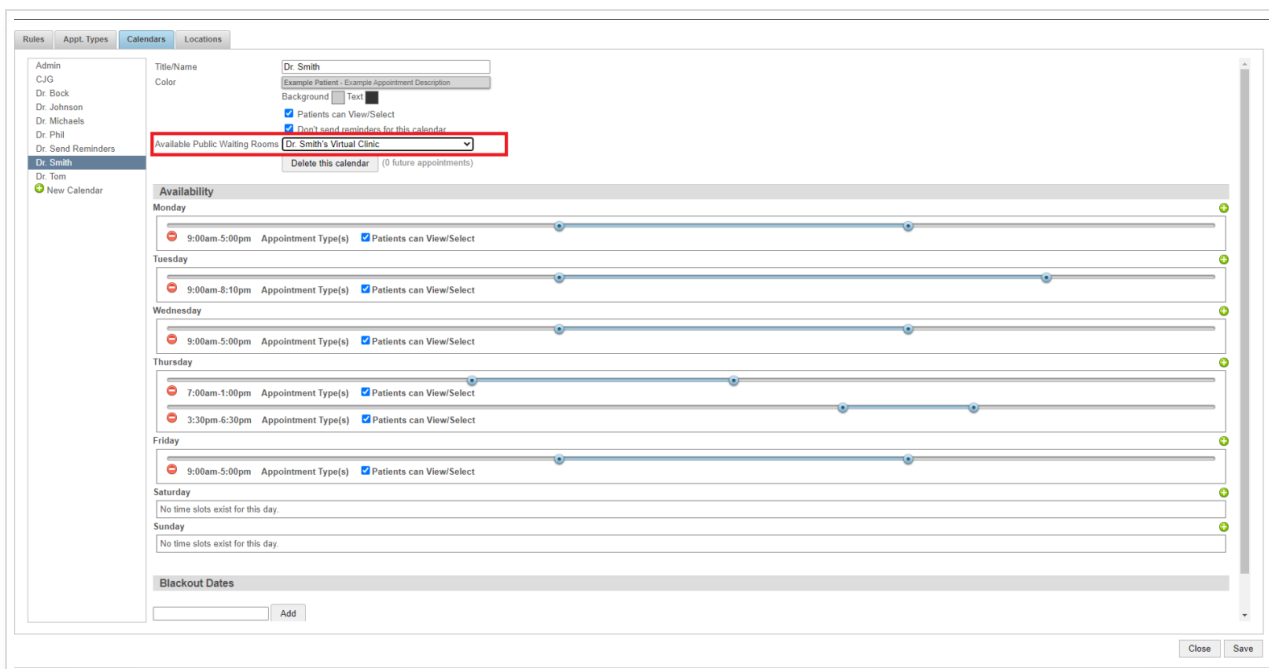 Rules Appt. Types Calendars Locations
Admin
CJG
Dr. Bock
Dr. Johnson
Dr. Michaels
Dr. Phil
Dr. Send Reminders
Dr. Smith
Dr. Tom
New Calendar
Title/Name Dr. Smith
Color Example Patient - Example Appointment Description
Background Text
Patients can View/Select
Don't send reminders for this calendar
Available Public Waiting Rooms Dr. Smith's Virtual Clinic
Delete this calendar (0 future appointments)
Availability
Monday
9:00am-5:00pm Appointment Type(s) Patients can View/Select
Tuesday
9:00am-8:10pm Appointment Type(s) Patients can View/Select
Wednesday
9:00am-5:00pm Appointment Type(s) Patients can View/Select
Thursday
7:00am-1:00pm Appointment Type(s) Patients can View/Select
3:30pm-6:30pm Appointment Type(s) Patients can View/Select
Friday
9:00am-5:00pm Appointment Type(s) Patients can View/Select
Saturday
No time slots exist for this day.
Sunday
No time slots exist for this day.
Blackout Dates
Add
Close Save